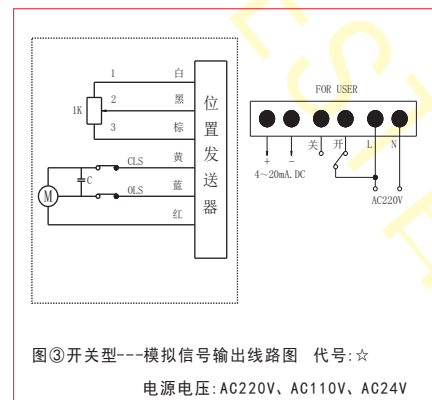 1 白
1K 2 黑
3 棕
CLS 黄
C
M
OLS 蓝
红
位置发送器
FOR USER
关 开 L N
+ -
4～20mA.DC
AC220V
图③开关型---模拟信号输出线路图 代号:☆
电源电压:AC220V、AC110V、AC24V